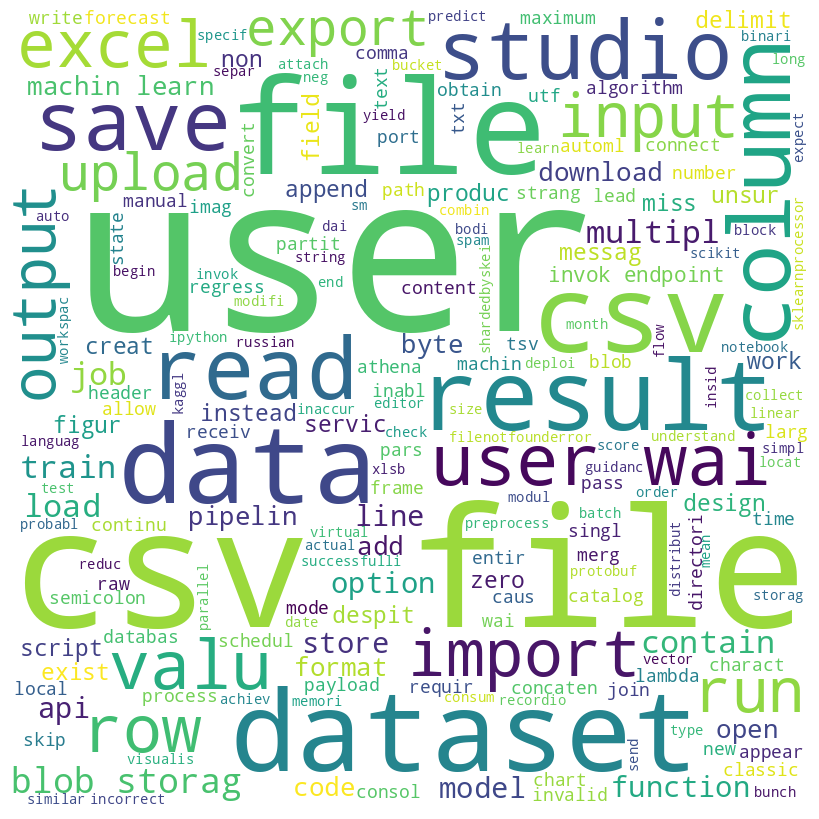 write forecast specif predict maximum delimit binari
excel export studio
separ non comma attach yneg bucket long
machin learn text obtain utf txt algorithm
save file input column
yield port learn automl connect expect
upload field convert
append path produc strang lead download number unsur
manual imag dai sm combin bodi spam miss multipl block scikit
auto state string partit messag
output user csv
begin invok regress modifi end content invok endpoint
workspac shardedbyskei sklearnprocessor
ipython russian month flow
creat read byte tsv machin deploi blob notebook work
job kaggl athena result insid
header inabl collect
allow instead inaccur editor size linear
figur receiv servic check filenotfounderror understand larg
languag data pars xlsb score guidanc simpl
train test frame user wai pass locat
load pipelin line modul order design
probabl continu virtual preprocess batch singl time
actual add entir merg
reduc successfulli protobuf distribut mean directori
raw mode option zero caus catalog storag
semicolon parallel date despit wai
csv file
script databas schedul store import contain
exist format vector charact
local process payload requir concaten join lambda
valu achiev memori consum recordio run
api row dataset type new open
skip visualis send appear
blob storag code consol model chart function classic
similar incorrect invalid bunch